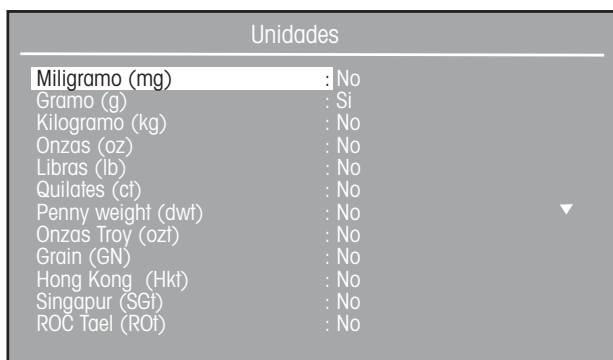 Unidades
Miligramo (mg) : No
Gramo (g) : Si
Kilogramo (kg) : No
Onzas (oz) : No
Libras (lb) : No
Quilates (ct) : No
Penny weight (dwt) : No
Onzas Troy (ozt) : No
Grain (GN) : No
Hong Kong (Hkt) : No
Singapur (SGt) : No
ROC Tael (ROt) : No